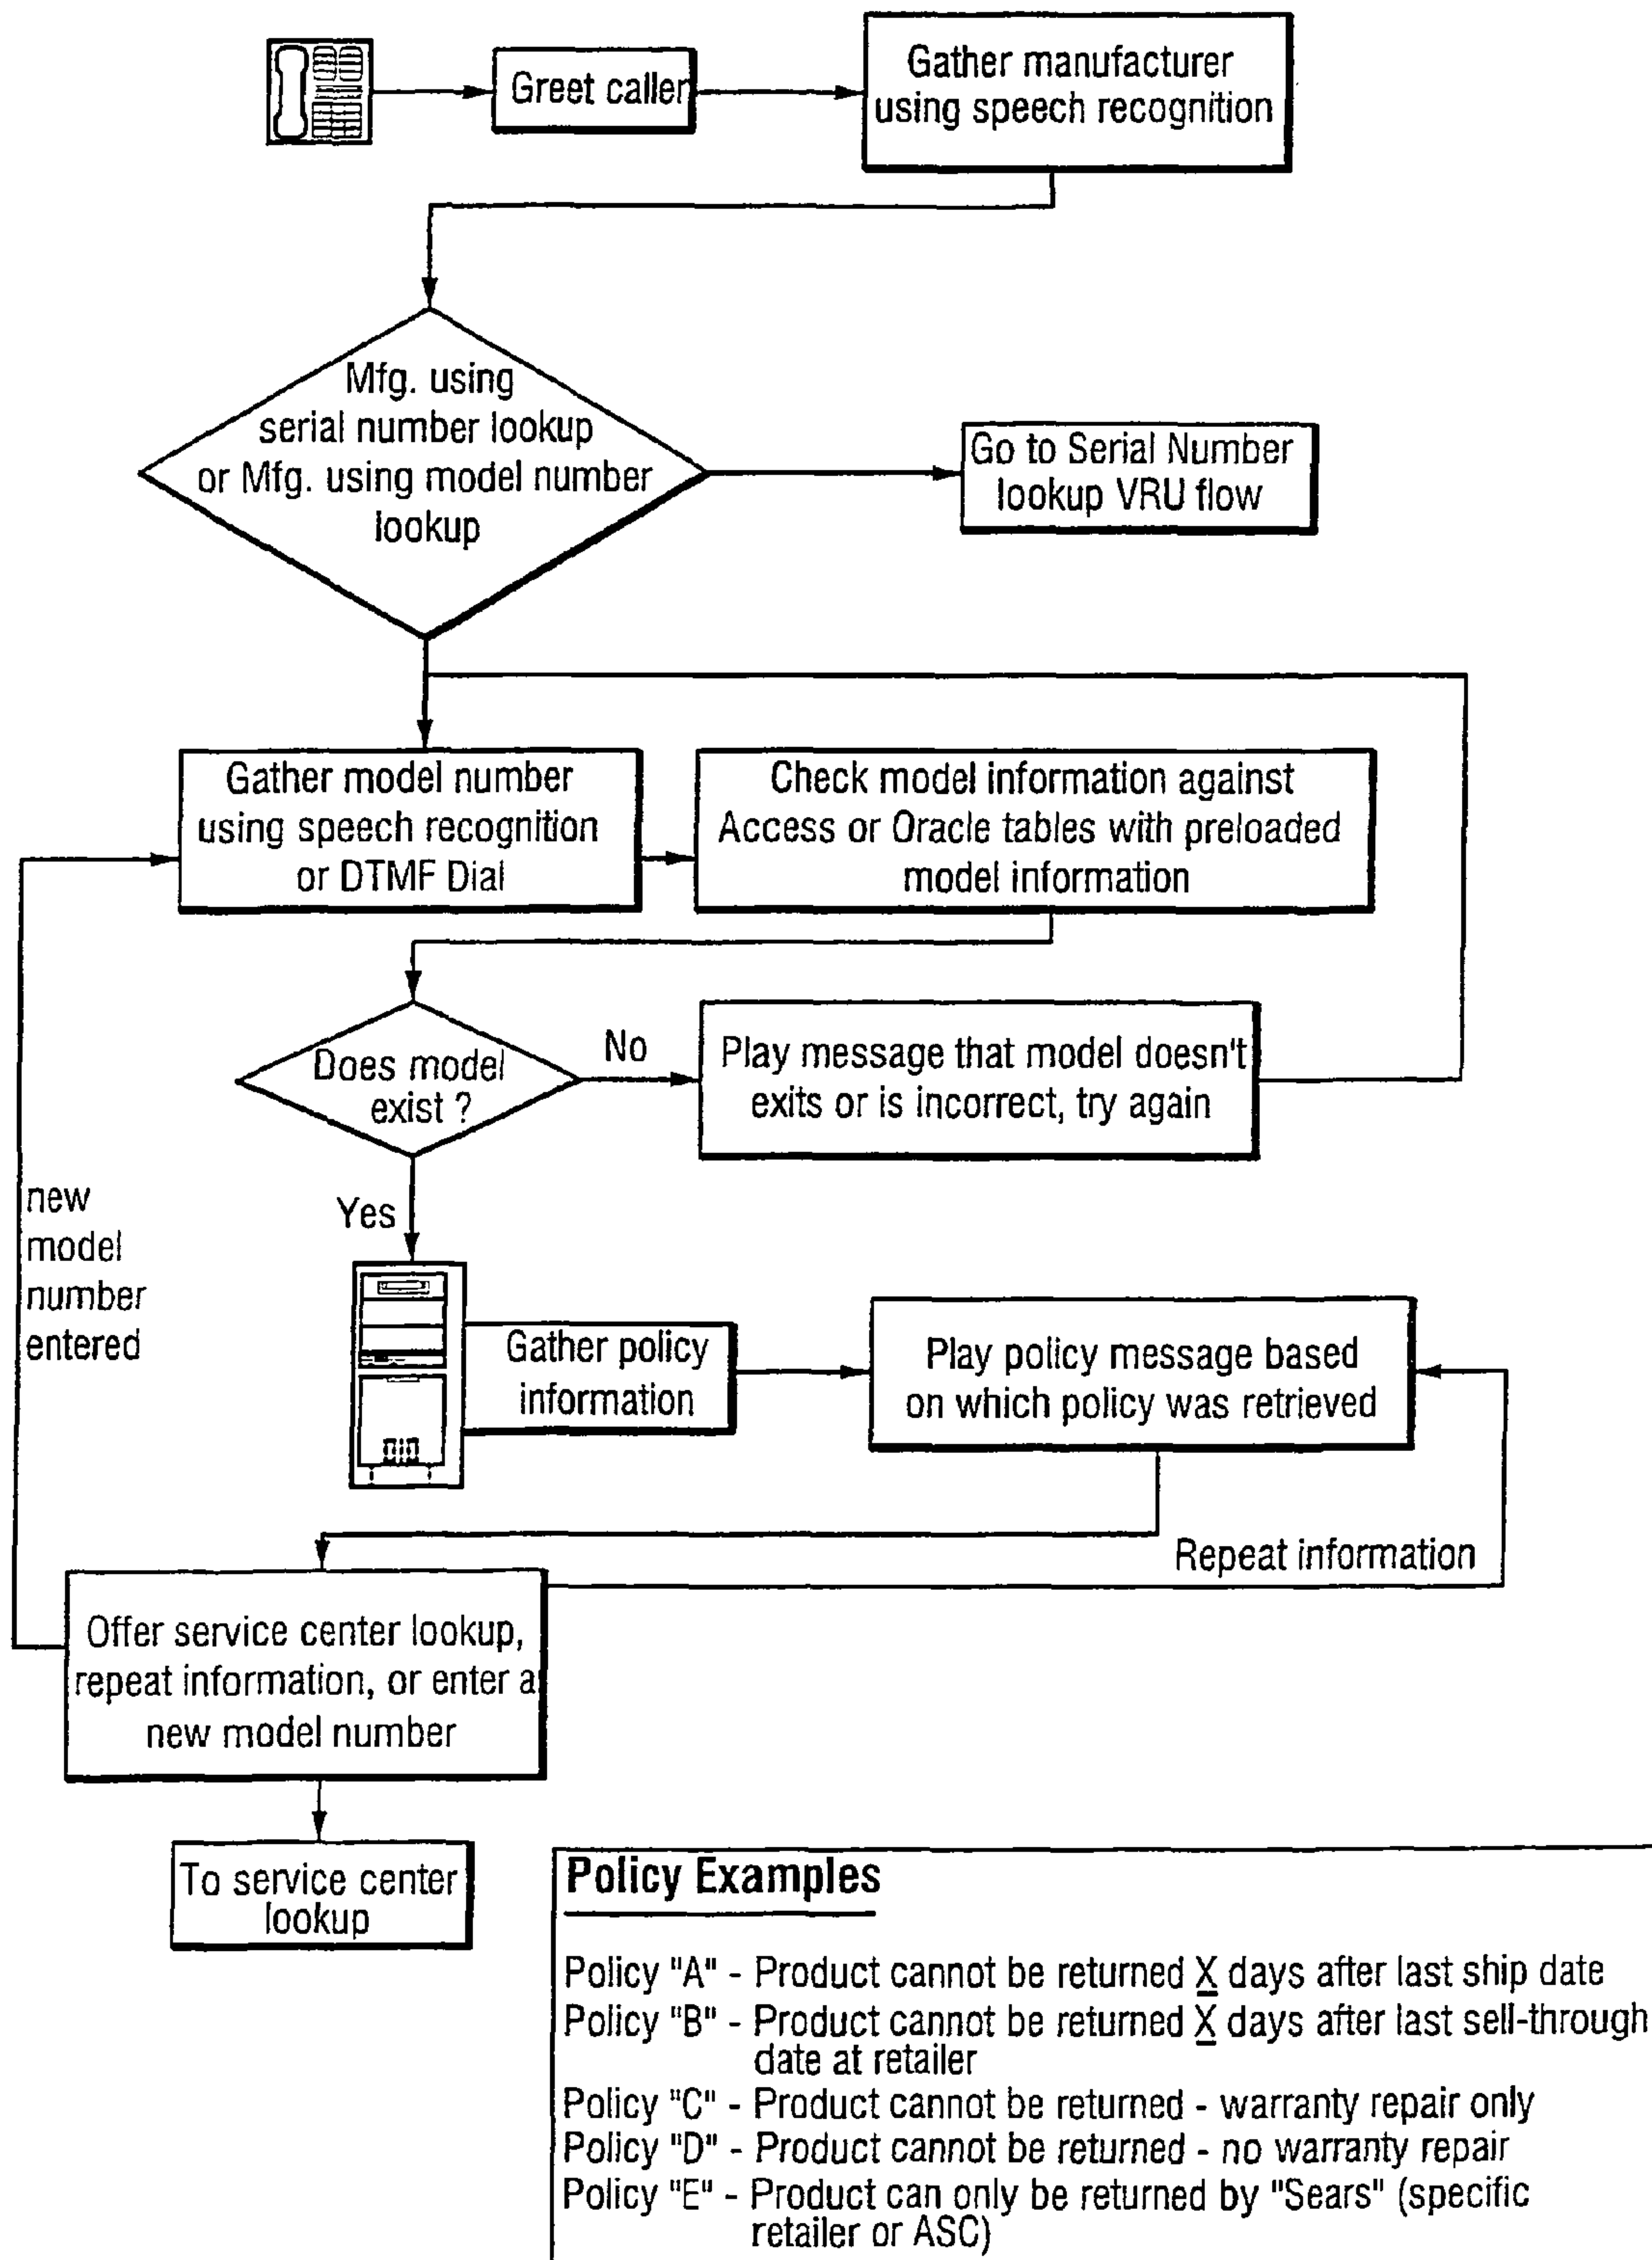 Greet caller
Gather manufacturer
using speech recognition
Mfg. using
serial number lookup
or Mfg. using model number
lookup
Go to Serial Number
lookup VRU flow
Gather model number
using speech recognition
or DTMF Dial
Check model information against
Access or Oracle tables with preloaded
model information
Does model
exist ?
No
Play message that model doesn't
exits or is incorrect, try again
Yes
new
model
number
entered
Gather policy
information
Play policy message based
on which policy was retrieved
Repeat information
Offer service center lookup,
repeat information, or enter a
new model number
To service center
lookup
Policy Examples
Policy "A" - Product cannot be returned X days after last ship date
Policy "B" - Product cannot be returned X days after last sell-through
date at retailer
Policy "C" - Product cannot be returned - warranty repair only
Policy "D" - Product cannot be returned - no warranty repair
Policy "E" - Product can only be returned by "Sears" (specific
retailer or ASC)